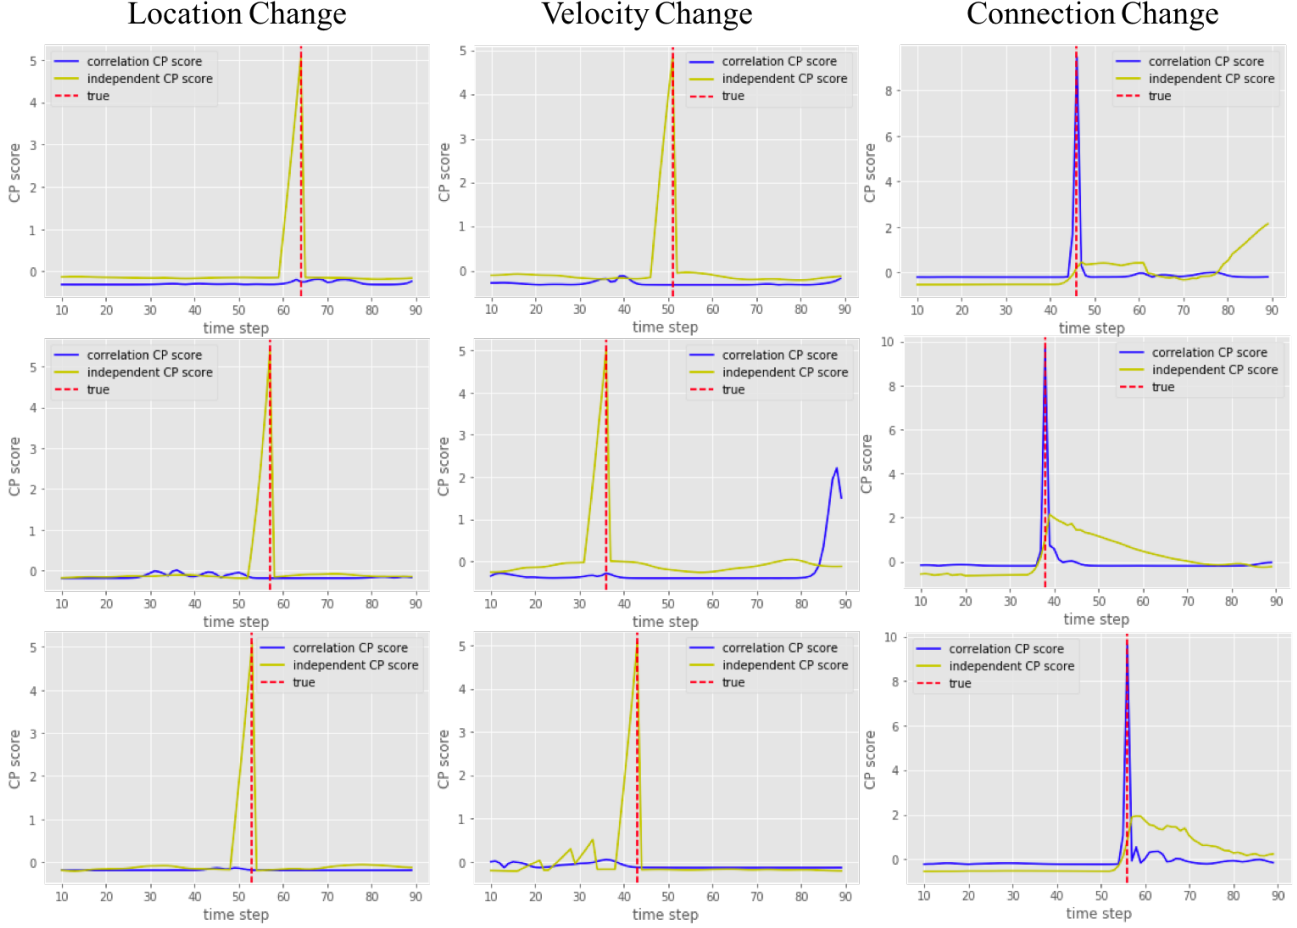 Location Change
Velocity Change
Connection Change
correlation CP score
independent CP score
true
5
4
3
2
1
0
CP score
10 20 30 40 50 60 70 80 90
time step
correlation CP score
independent CP score
true
5
4
3
2
1
0
10 20 30 40 50 60 70 80 90
time step
correlation CP score
independent CP score
true
8
6
4
2
0
CP score
10 20 30 40 50 60 70 80 90
time step
correlation CP score
independent CP score
true
5
4
3
2
1
0
CP score
10 20 30 40 50 60 70 80 90
time step
correlation CP score
independent CP score
true
5
4
3
2
1
0
CP score
10 20 30 40 50 60 70 80 90
time step
correlation CP score
independent CP score
true
10
8
6
4
2
0
CP score
10 20 30 40 50 60 70 80 90
time step
correlation CP score
independent CP score
true
5
4
3
2
1
0
CP score
10 20 30 40 50 60 70 80 90
time step
correlation CP score
independent CP score
true
5
4
3
2
1
0
CP score
10 20 30 40 50 60 70 80 90
time step
correlation CP score
independent CP score
true
10
8
6
4
2
0
CP score
10 20 30 40 50 60 70 80 90
time step